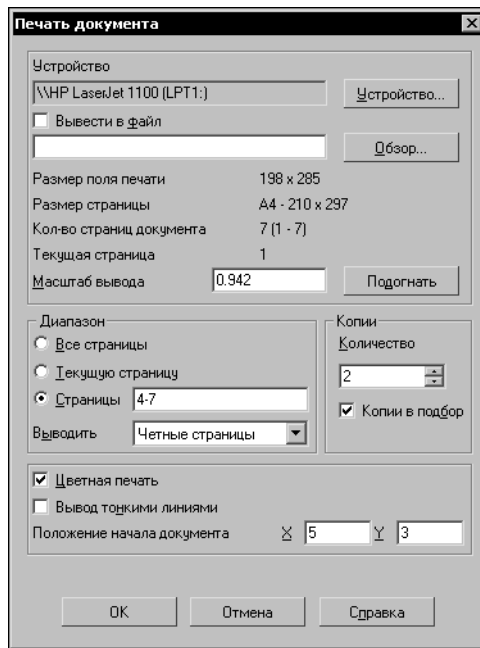 Печать документа
Устройство
\\HP LaserJet 1100 (LPT1:)
Устройство...
Вывести в файл
Обзор...
Размер поля печати 198 x 285
Размер страницы A4 - 210 x 297
Кол-во страниц документа 7 (1 - 7)
Текущая страница 1
Масштаб вывода 0.942 Подогнать
Диапазон
Все страницы
Текущую страницу
Страницы 4-7
Выводить Четные страницы
Копии
Количество
2
Копии в подбор
Цветная печать
Вывод тонкими линиями
Положение начала документа X 5 Y 3
OK Отмена Справка